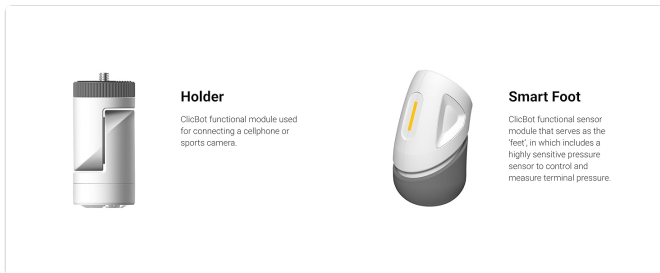 Holder
ClicBot functional module used
for connecting a cellphone or
sports camera.
Smart Foot
ClicBot functional sensor
module that serves as the
'feet', in which includes a
highly sensitive pressure
sensor to control and
measure terminal pressure.